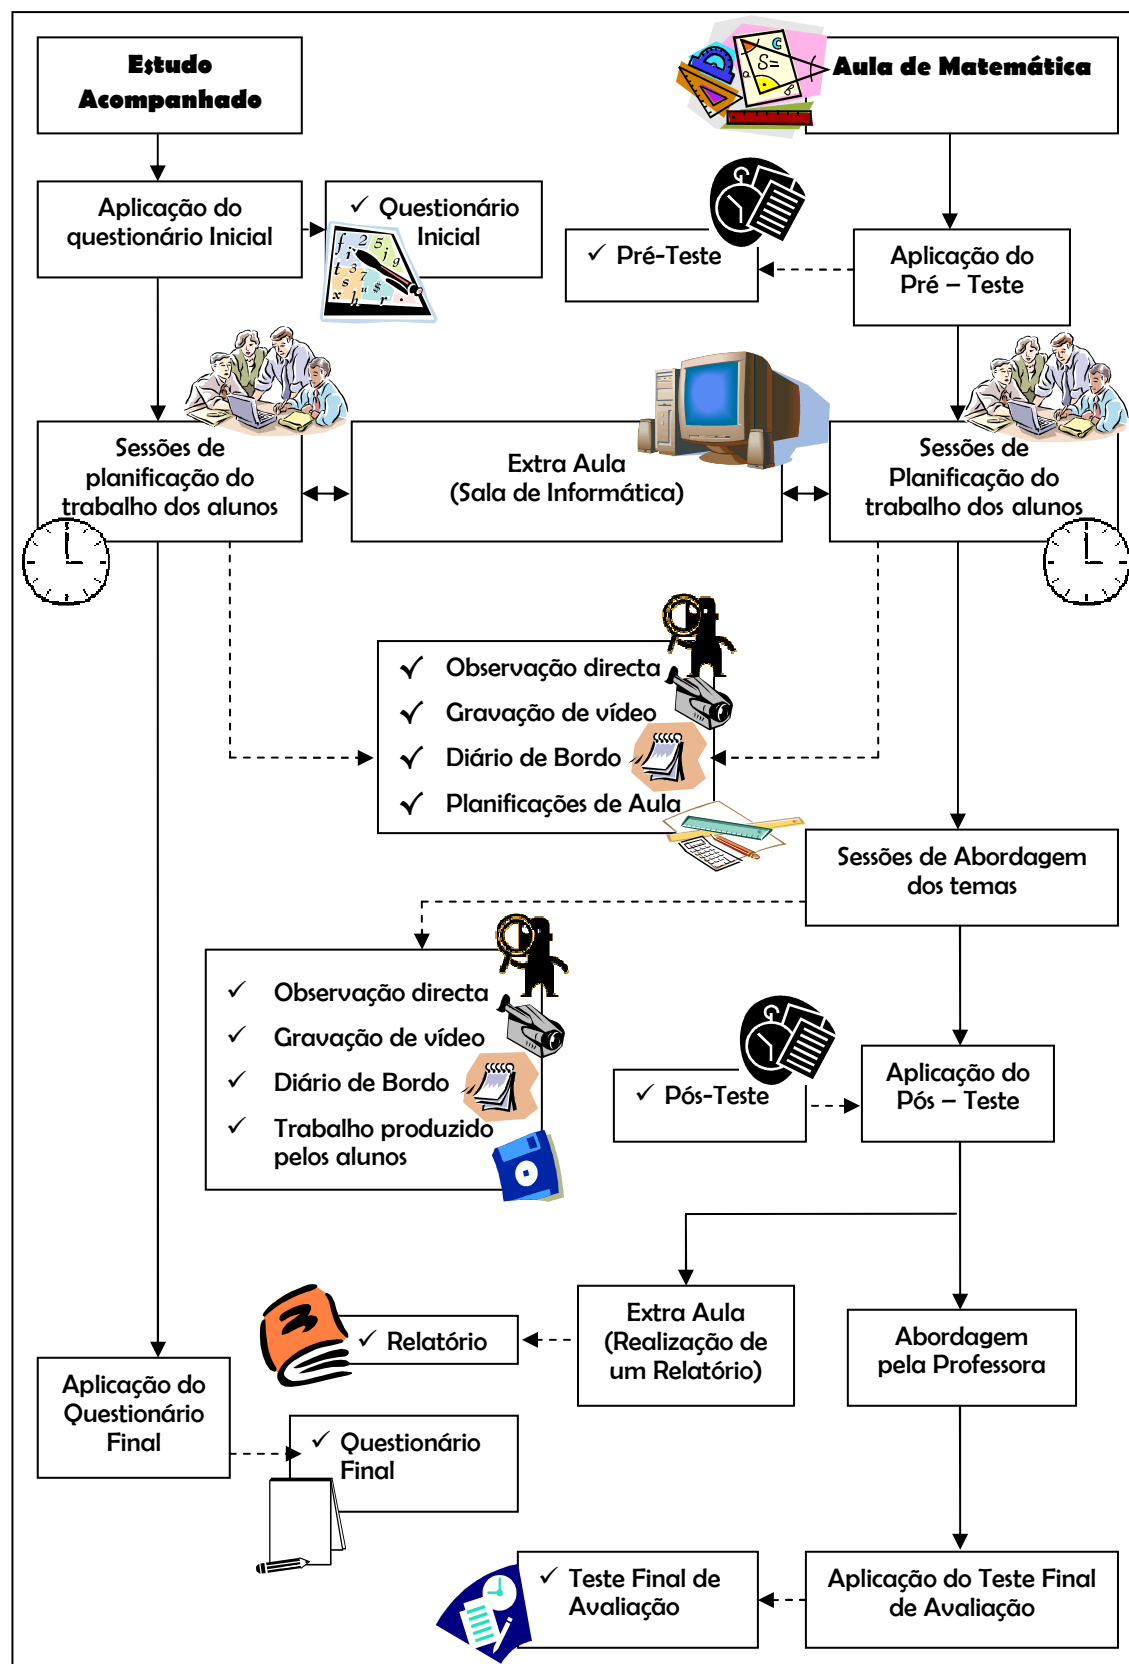 Estudo
Acompanhado
Aula de Matemática
C
S=
a
β
Aplicação do
questionário Inicial
✓ Questionário
Inicial
✓ Pré-Teste
Aplicação do
Pré – Teste
Sessões de
planificação do
trabalho dos alunos
Extra Aula
(Sala de Informática)
Sessões de
Planificação do
trabalho dos alunos
✓ Observação directa
✓ Gravação de vídeo
✓ Diário de Bordo
✓ Planificações de Aula
Sessões de Abordagem
dos temas
✓ Observação directa
✓ Gravação de vídeo
✓ Diário de Bordo
✓ Trabalho produzido
pelos alunos
✓ Pós-Teste
Aplicação do
Pós – Teste
Extra Aula
(Realização de
um Relatório)
✓ Relatório
Abordagem
pela Professora
Aplicação do
Questionário
Final
✓ Questionário
Final
✓ Teste Final de
Avaliação
Aplicação do Teste Final
de Avaliação